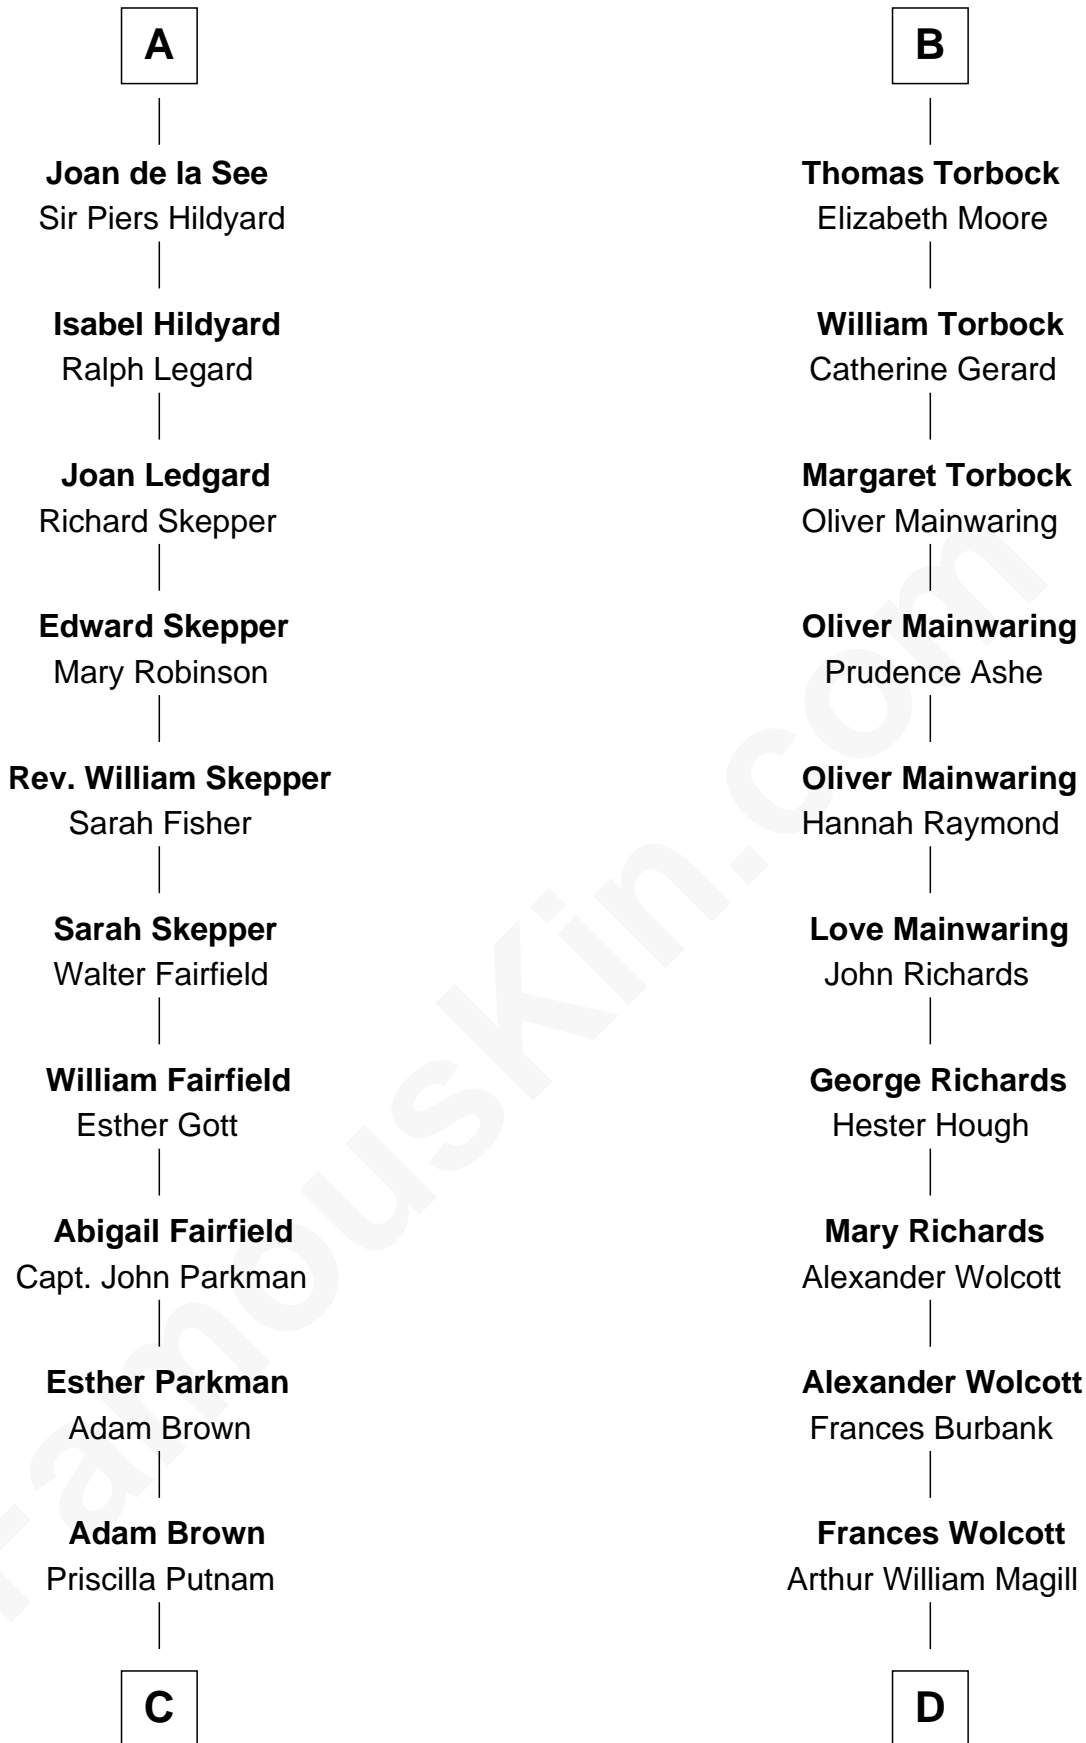 A
Joan de la See
Sir Piers Hildyard
Isabel Hildyard
Ralph Legard
Joan Ledgard
Richard Skepper
Edward Skepper
Mary Robinson
Rev. William Skepper
Sarah Fisher
Sarah Skepper
Walter Fairfield
William Fairfield
Esther Gott
Abigail Fairfield
Capt. John Parkman
Esther Parkman
Adam Brown
Adam Brown
Priscilla Putnam
C
B
Thomas Torbock
Elizabeth Moore
William Torbock
Catherine Gerard
Margaret Torbock
Oliver Mainwaring
Oliver Mainwaring
Prudence Ashe
Oliver Mainwaring
Hannah Raymond
Love Mainwaring
John Richards
George Richards
Hester Hough
Mary Richards
Alexander Wolcott
Alexander Wolcott
Frances Burbank
Frances Wolcott
Arthur William Magill
D
FamousKin.com